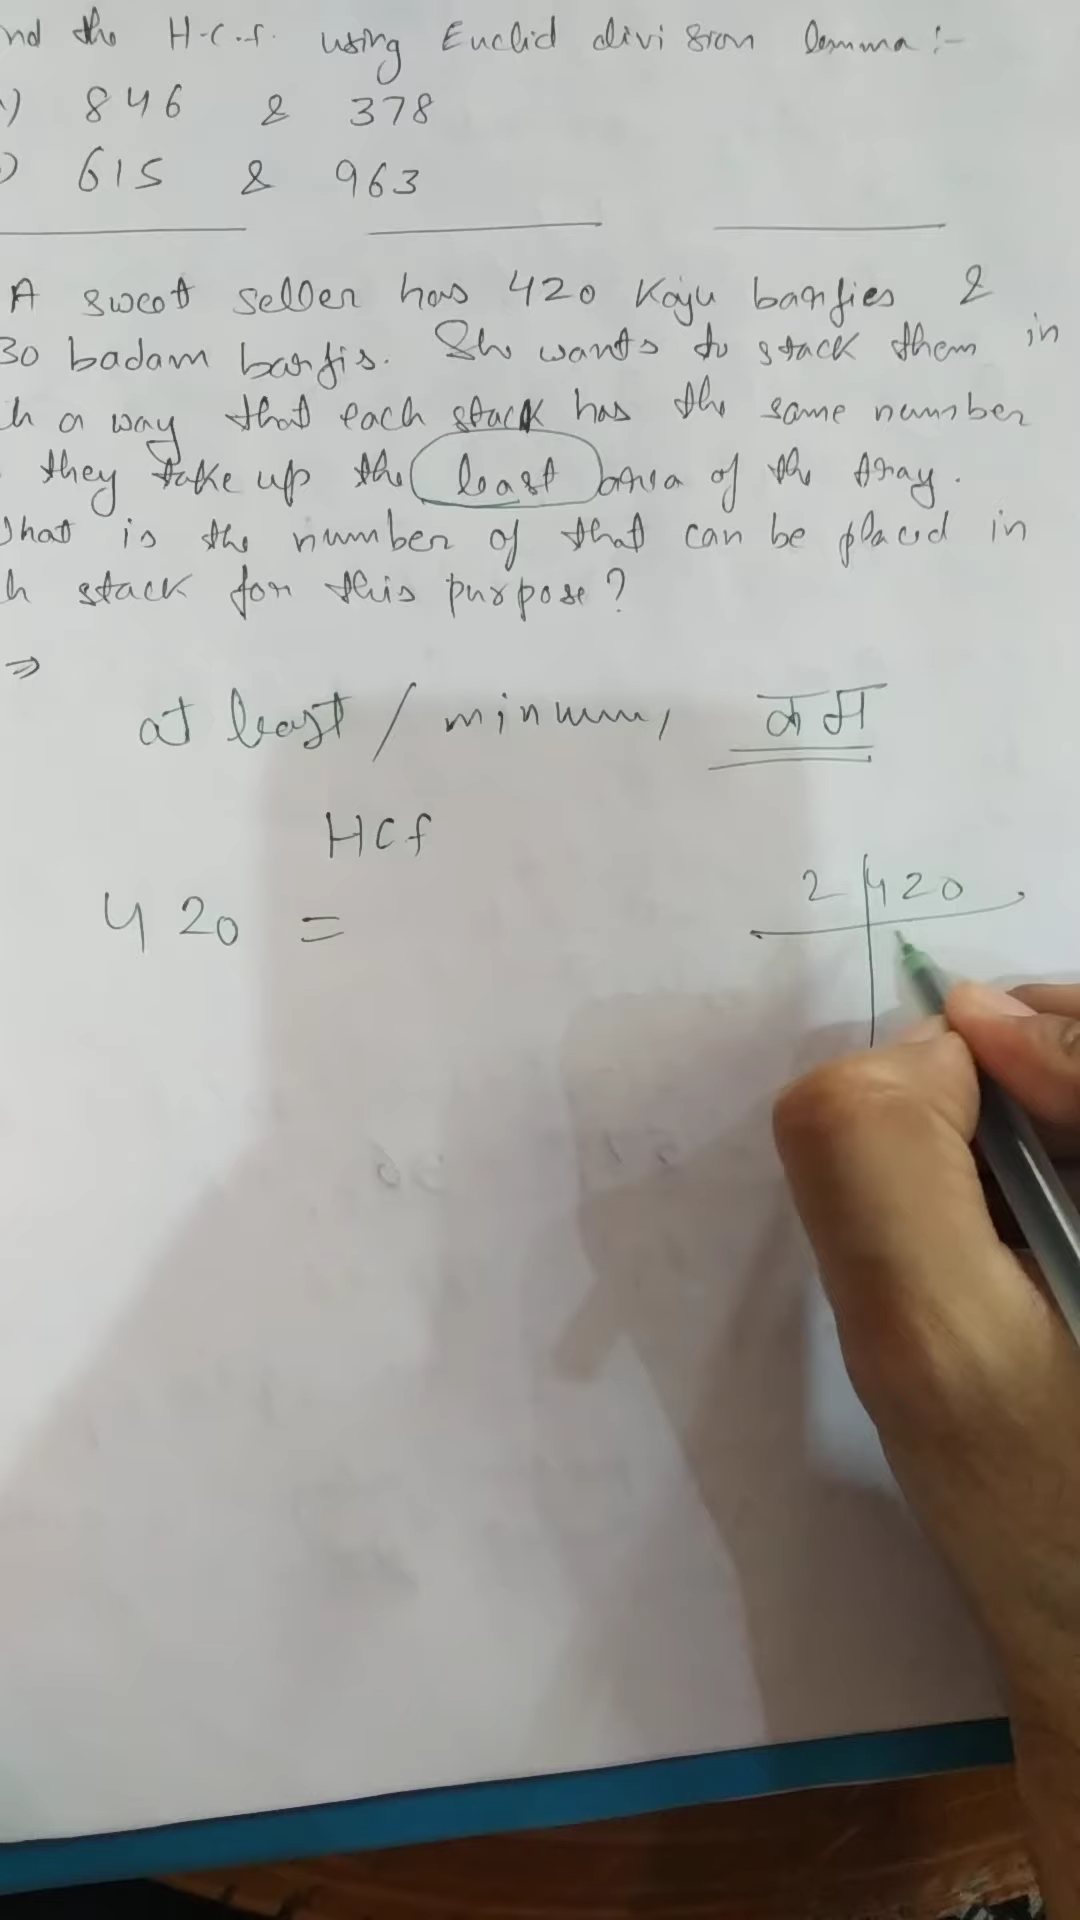 nd the H.C.f. using Euclid division lemma :-
) 846 & 378
) 615 & 963
A sweet seller has 420 Kaju barfies &
30 badam barfis. She wants to stack them in
h a way that each stack has the same number
they take up the least area of the tray.
What is the number of that can be placed in
h stack for this purpose?
⇒
at least / minimum, कम
HCf
2 420
420 =